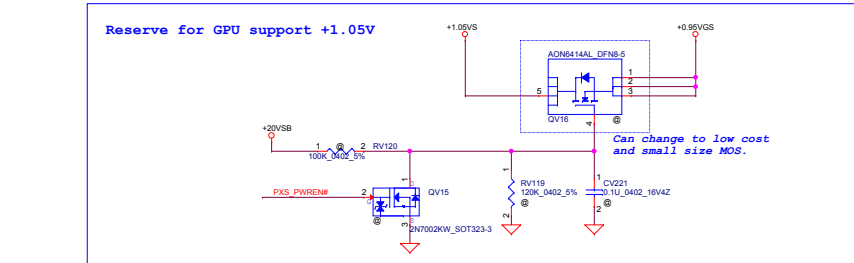 Reserve for GPU support +1.05V
+1.05VS
+0.95VGS
AON6414AL_DFN8-5
1
2
3
5
QV16
4
@
+20VSB
1
@
2
RV120
100K_0402_5%
Can change to low cost
and small size MOS.
1
D
PXS_PWREN#
2
G
QV15
@
3
S
2N7002KW_SOT323-3
1
RV119
120K_0402_5%
@
2
1
CV221
0.1U_0402_16V4Z
@
2